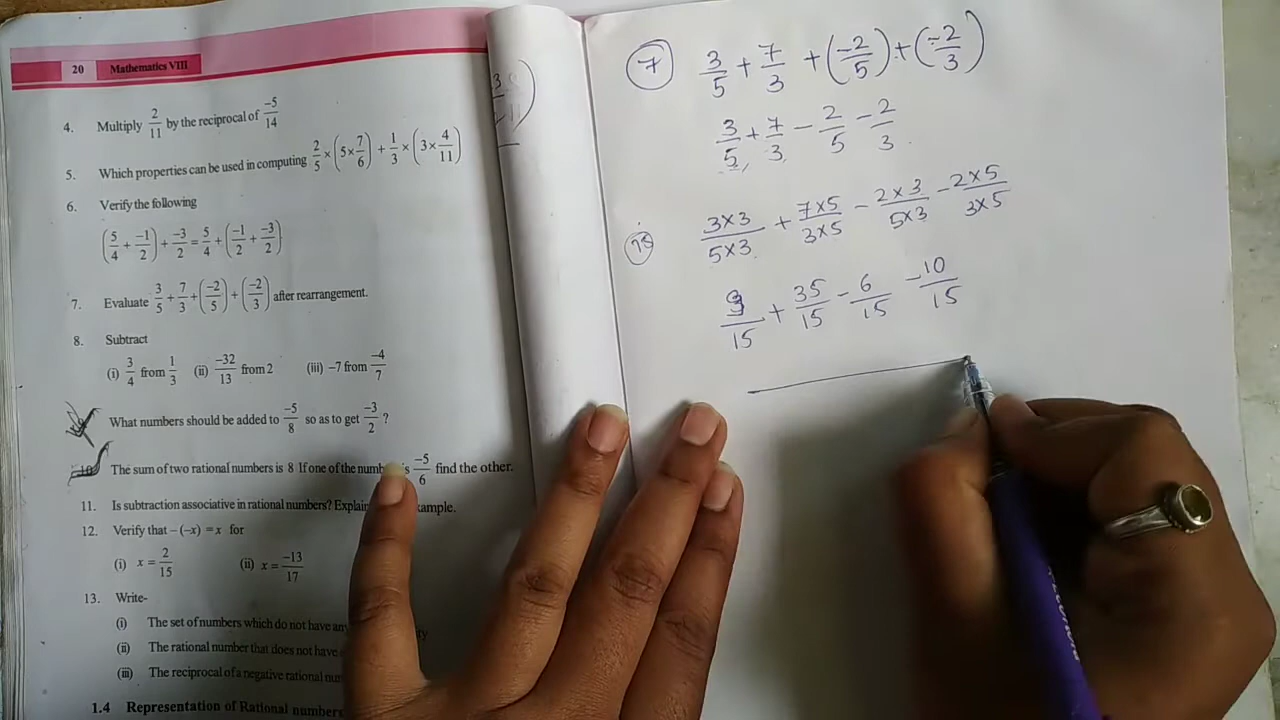 20 Mathematics VIII
4. Multiply 2/11 by the reciprocal of -5/14
5. Which properties can be used in computing 2/5 × (5 × 7/6) + 1/3 × (3 × 4/11)
6. Verify the following
(5/4 + -1/2) + -3/2 = 5/4 + (-1/2 + -3/2)
7. Evaluate 3/5 + 7/3 + (-2/5) + (-2/3) after rearrangement.
8. Subtract
(i) 3/4 from 1/3 (ii) -32/13 from 2 (iii) -7 from -4/7
What numbers should be added to -5/8 so as to get -3/2 ?
The sum of two rational numbers is 8 If one of the is -5/6 find the other.
11. Is subtraction associative in rational numbers?
12. Verify that -(-x) = x for
(i) x = 2/15 (ii) x = -13/17
13. Write-
(i) The set of numbers which do not have
(ii) The rational number that does not have
(iii) The reciprocal of a negative rational
1.4 Representation of Rational numbers
7 3/5 + 7/3 + (-2/5) + (-2/3)
3/5 + 7/3 - 2/5 - 2/3
15 3×3/5×3 + 7×5/3×5 - 2×3/5×3 - 2×5/3×5
9/15 + 35/15 - 6/15 - 10/15